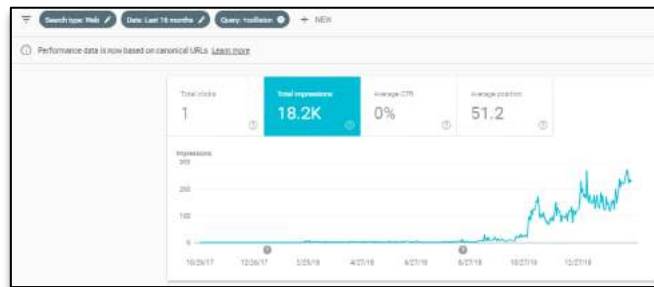 Search type: Web Date: Last 16 months Query: +collision + NEW
Performance data is now based on canonical URLs. Learn more
Total clicks Total impressions Average CTR Average position
1 18.2K 0% 51.2
Impressions
300
200
100
0
10/26/17 12/26/17 2/25/18 4/27/18 6/27/18 8/27/18 10/27/18 12/27/18